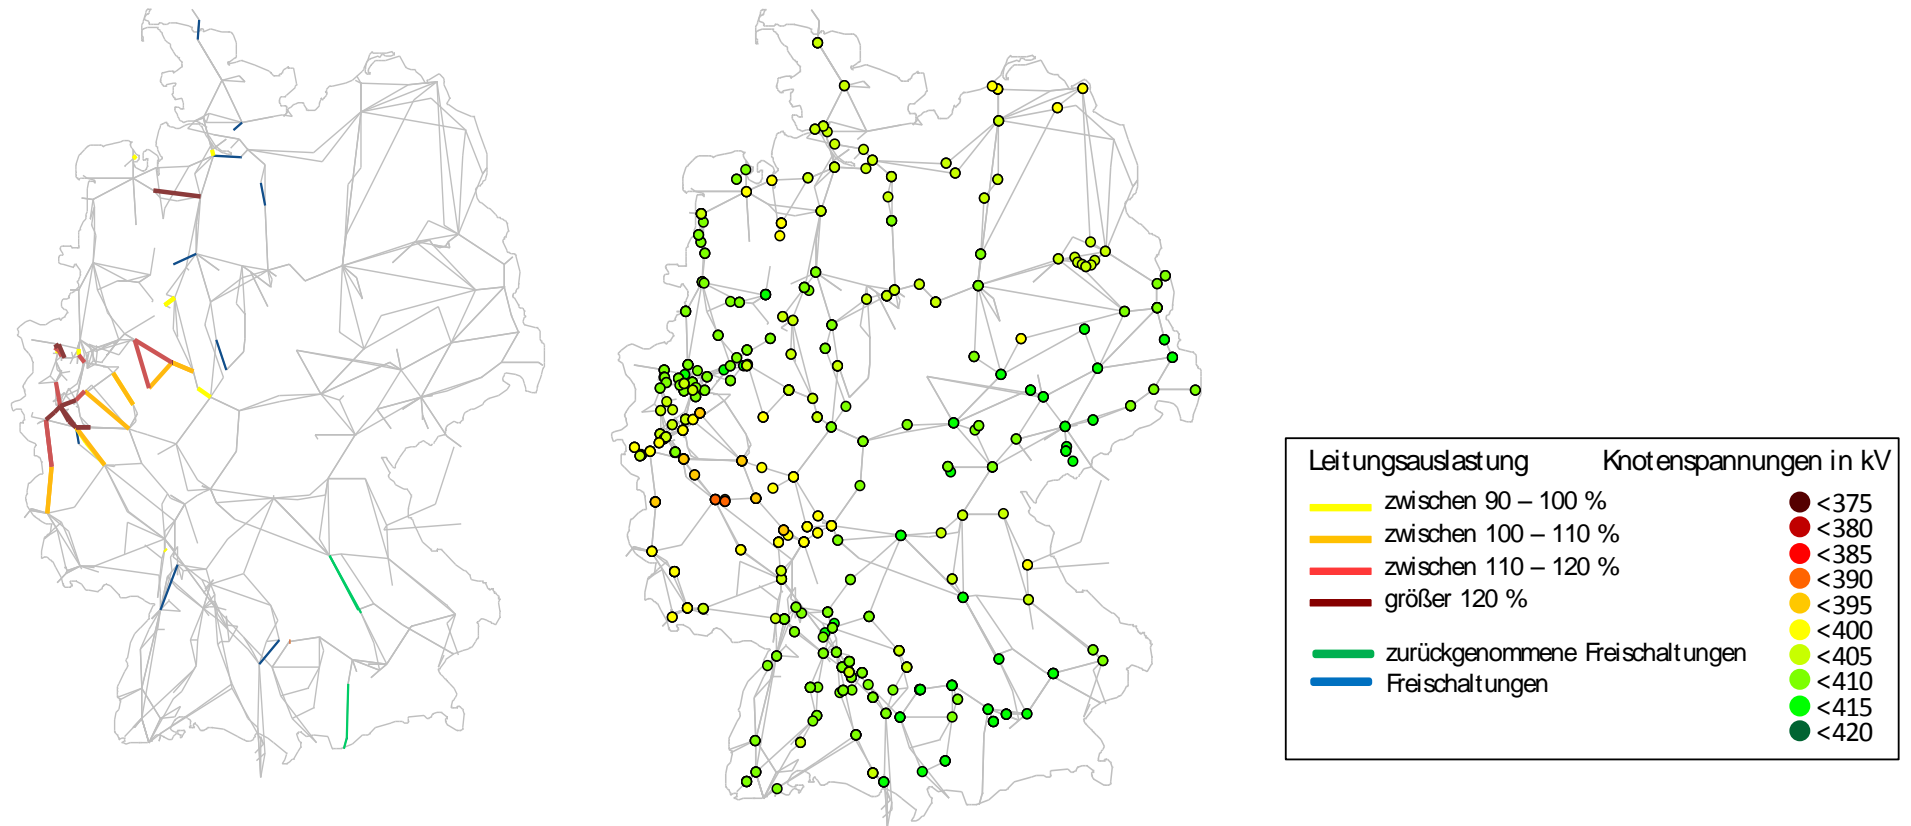 Leitungsauslastung Knotenspannungen in kV
zwischen 90 – 100 % <375
zwischen 100 – 110 % <380
zwischen 110 – 120 % <385
größer 120 % <390
<395
<400
zurückgenommene Freischaltungen <405
Freischaltungen <410
<415
<420